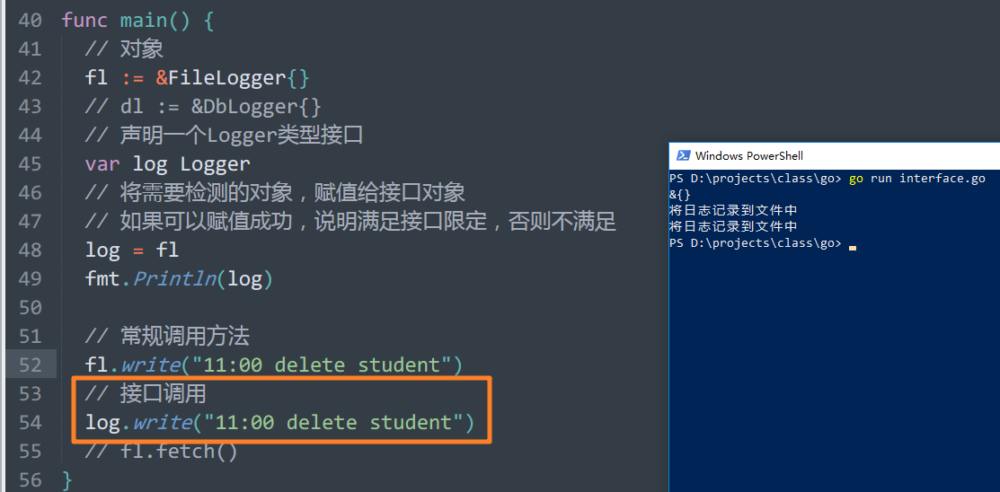 40 func main() {
41 // 对象
42 fl := &FileLogger{}
43 // dl := &DbLogger{}
44 // 声明一个Logger类型接口
45 var log Logger
46 // 将需要检测的对象，赋值给接口对象
47 // 如果可以赋值成功，说明满足接口限定，否则不满足
48 log = fl
49 fmt.Println(log)
50
51 // 常规调用方法
52 fl.write("11:00 delete student")
53 // 接口调用
54 log.write("11:00 delete student")
55 // fl.fetch()
56 }
Windows PowerShell
PS D:\projects\class\go> go run interface.go
&{}
将日志记录到文件中
将日志记录到文件中
PS D:\projects\class\go>